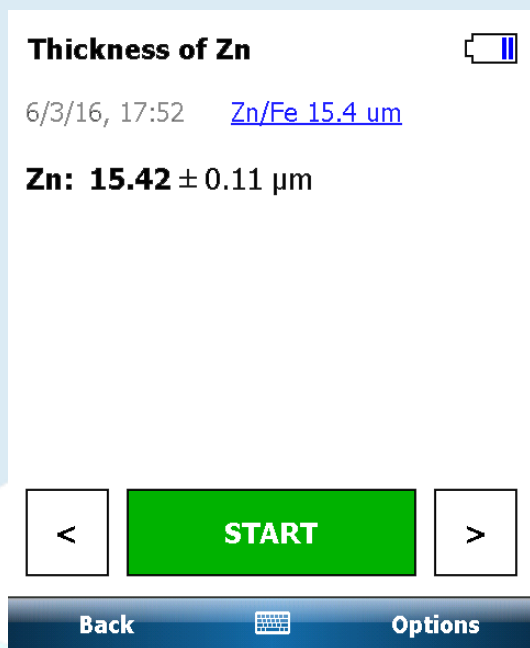 Thickness of Zn
6/3/16, 17:52 Zn/Fe 15.4 um
Zn: 15.42 ± 0.11 µm
< START >
Back Options